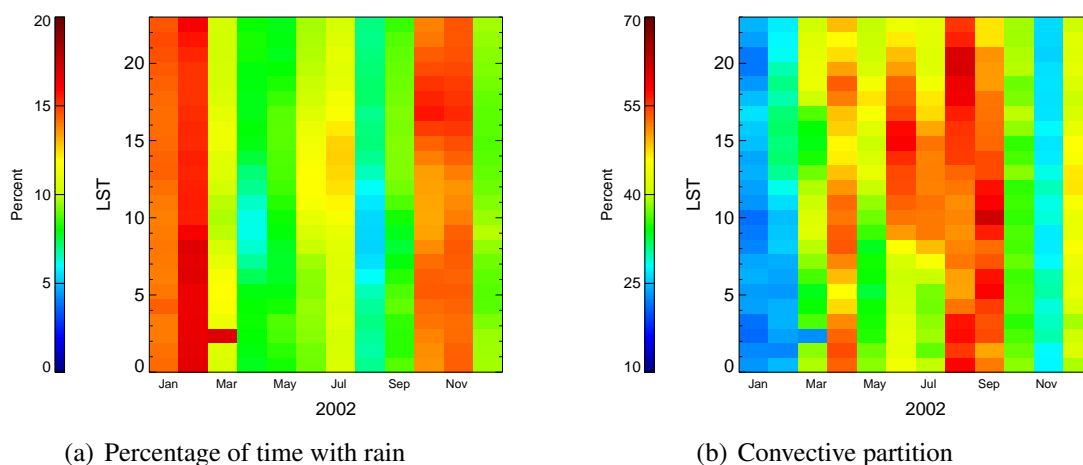 20
15
10
5
0
Percent
20
15
10
5
0
LST
Jan Mar May Jul Sep Nov
2002
(a) Percentage of time with rain
70
55
40
25
10
Percent
20
15
10
5
0
LST
Jan Mar May Jul Sep Nov
2002
(b) Convective partition